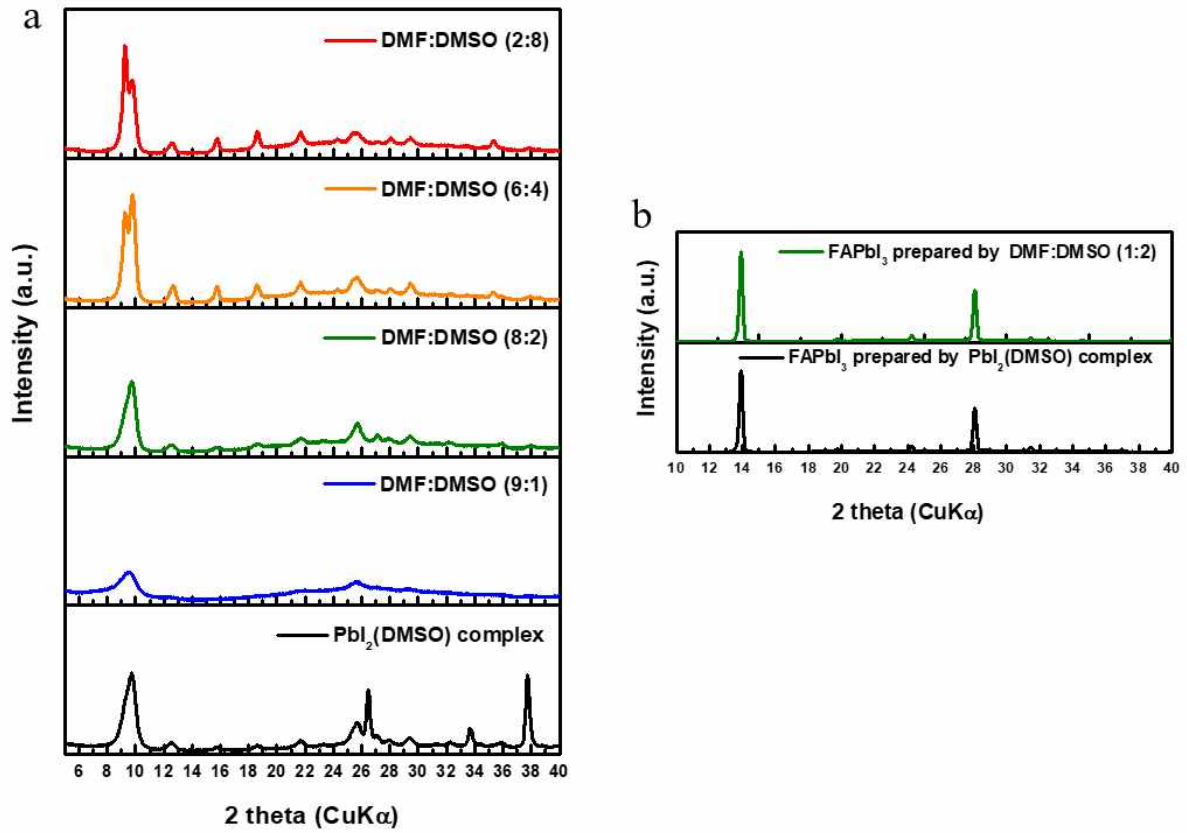 a
Intensity (a.u.)
DMF:DMSO (2:8)
DMF:DMSO (6:4)
DMF:DMSO (8:2)
DMF:DMSO (9:1)
PbI₂(DMSO) complex
6 8 10 12 14 16 18 20 22 24 26 28 30 32 34 36 38 40
2 theta (CuKα)
b
Intensity (a.u.)
FAPbI₃ prepared by DMF:DMSO (1:2)
FAPbI₃ prepared by PbI₂(DMSO) complex
10 12 14 16 18 20 22 24 26 28 30 32 34 36 38 40
2 theta (CuKα)